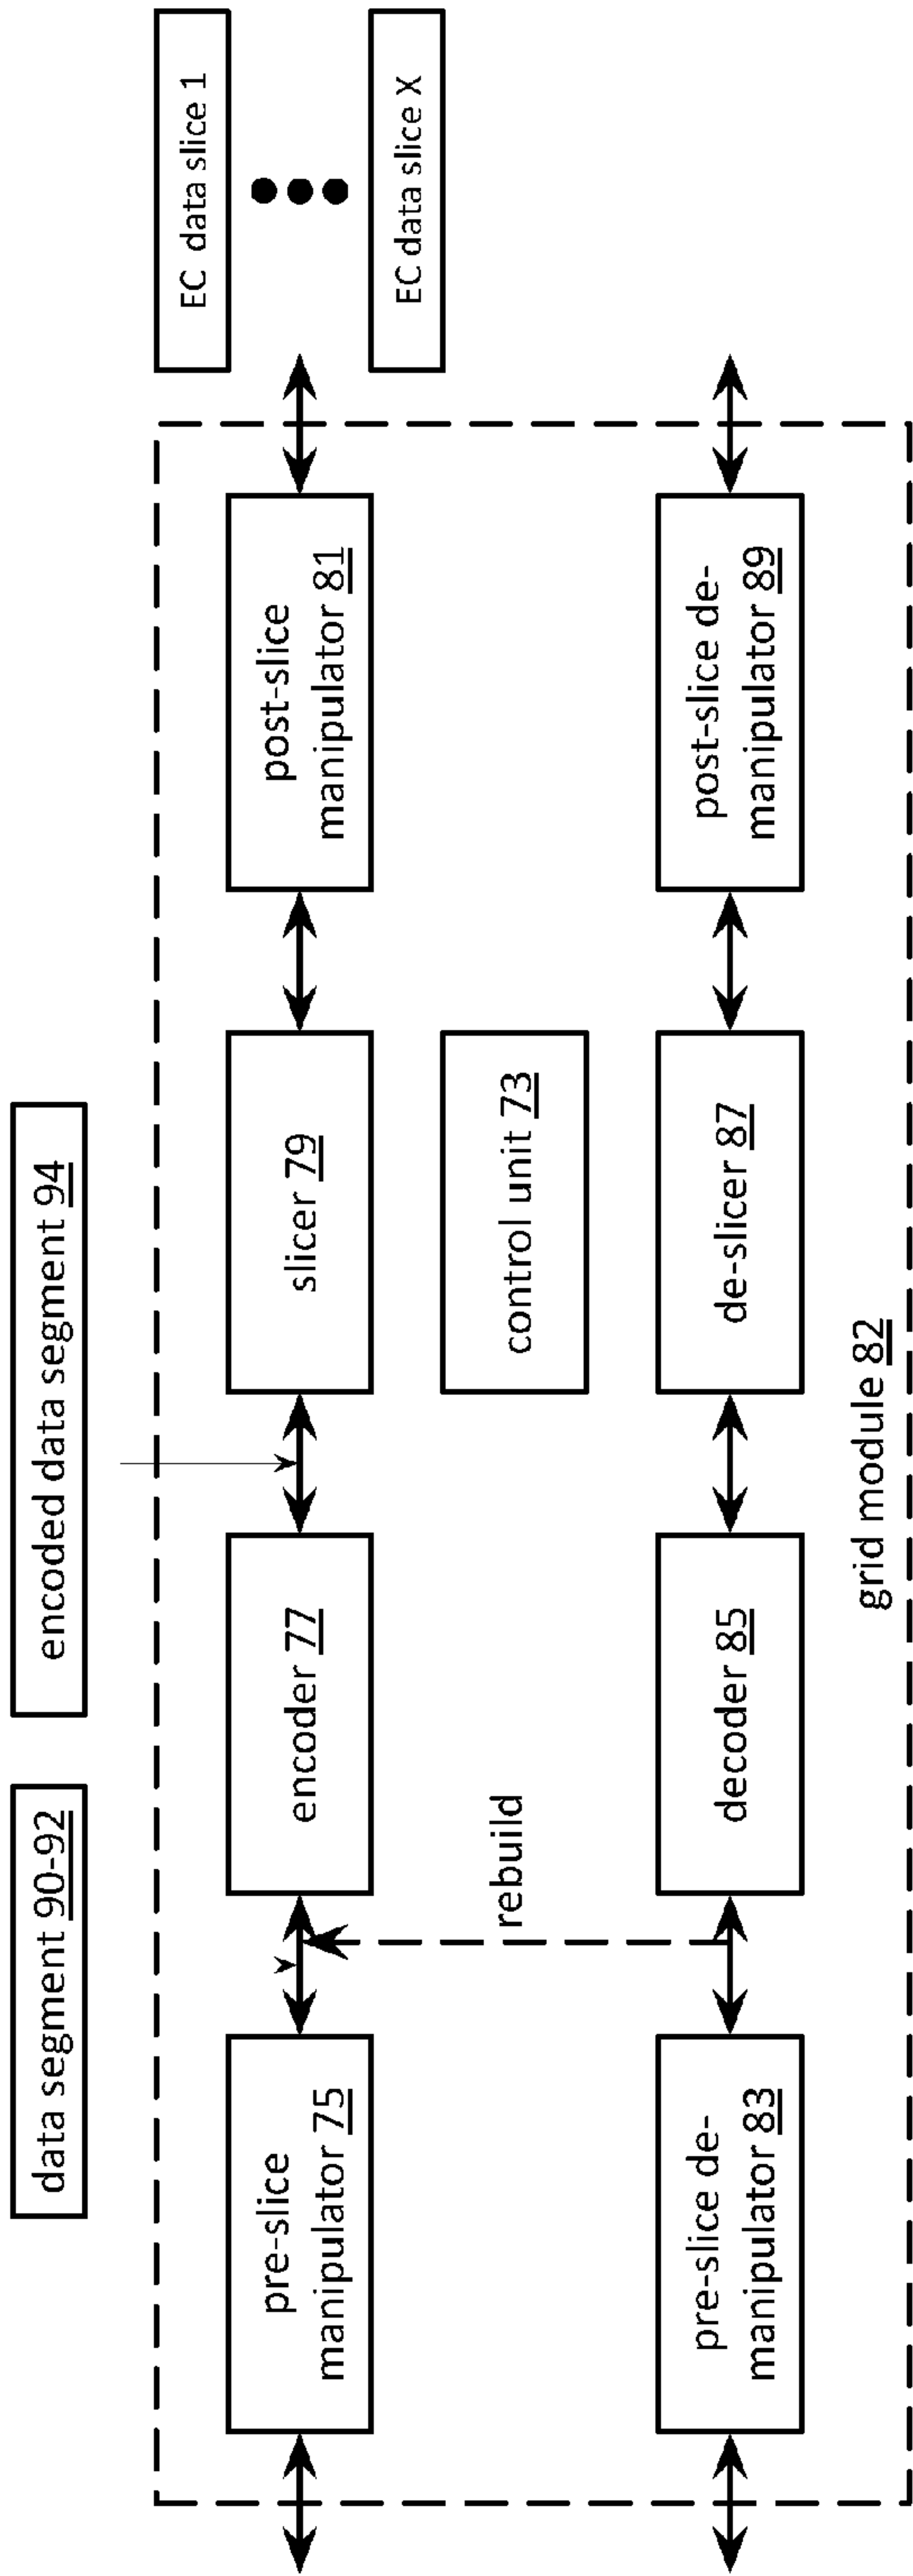 data segment 90-92
encoded data segment 94
EC data slice 1
EC data slice X
pre-slice
manipulator 75
encoder 77
slicer 79
post-slice
manipulator 81
rebuild
control unit 73
pre-slice de-
manipulator 83
decoder 85
de-slicer 87
post-slice de-
manipulator 89
grid module 82